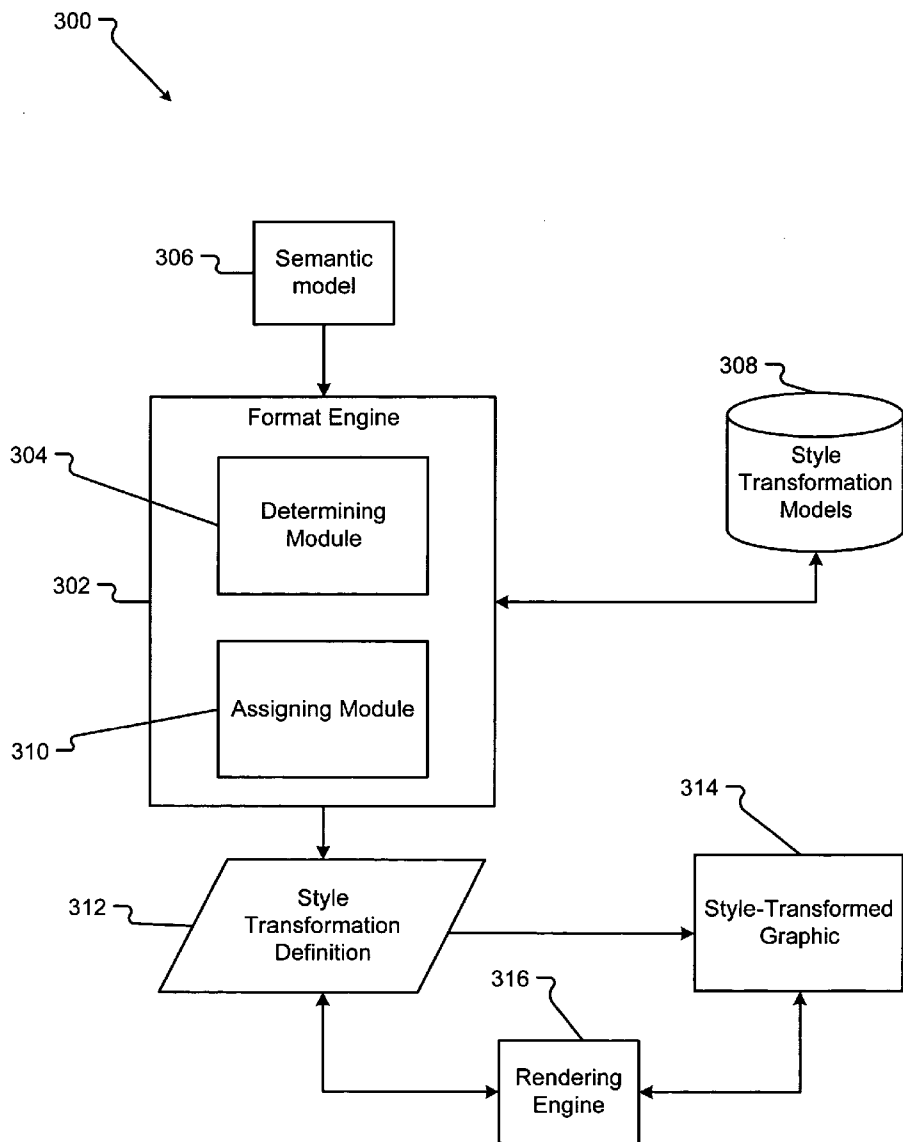 300
306
Semantic
model
308
Format Engine
Style
Transformation
Models
304
Determining
Module
302
Assigning Module
310
314
312
Style
Transformation
Definition
Style-Transformed
Graphic
316
Rendering
Engine